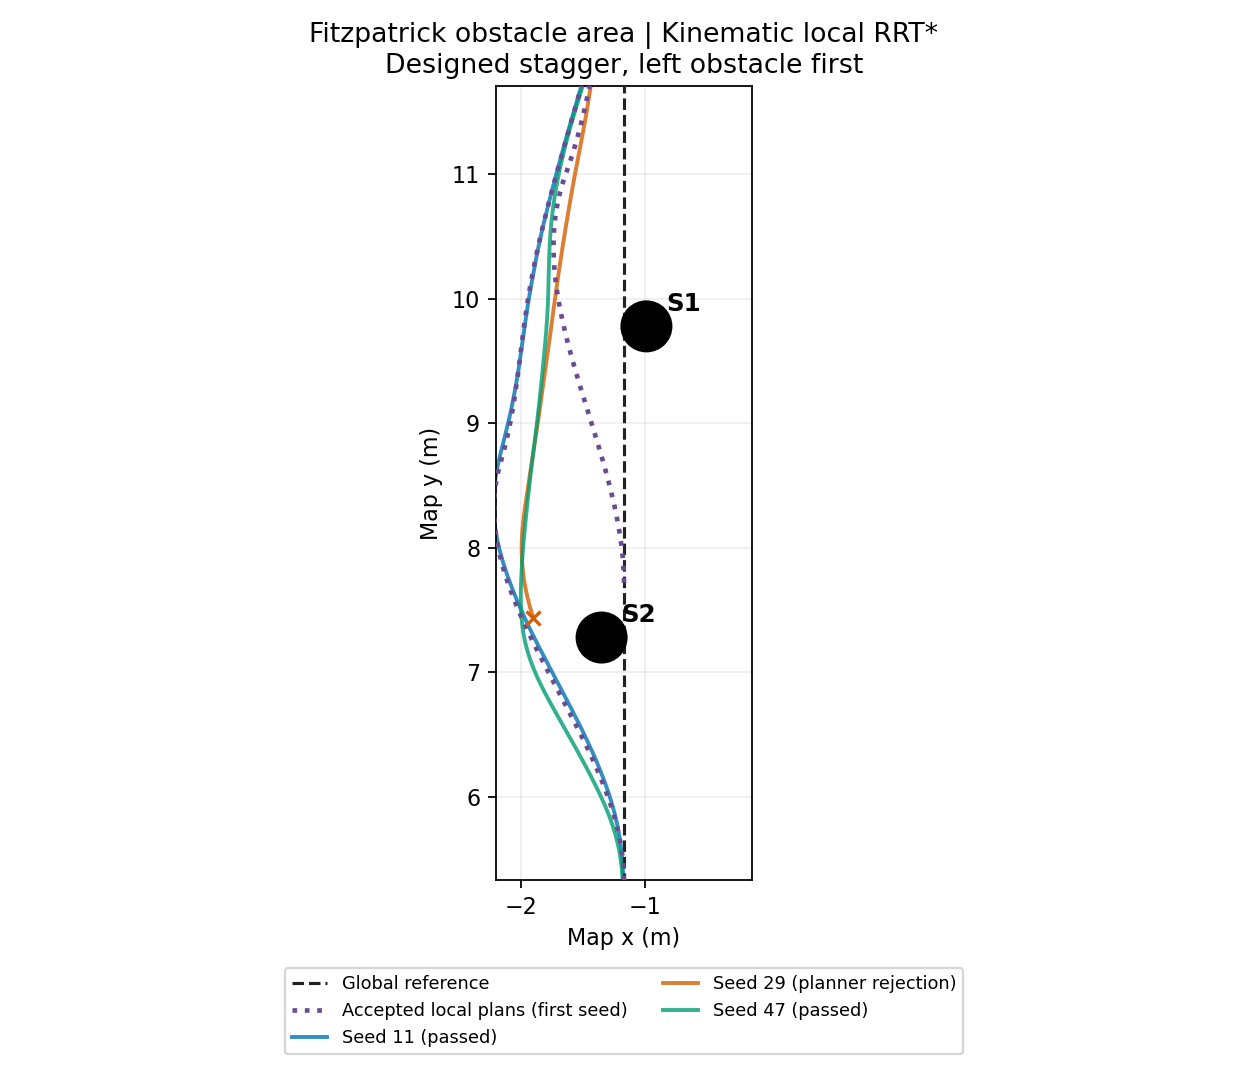 Fitzpatrick obstacle area | Kinematic local RRT*
Designed stagger, left obstacle first
11
10
9
8
7
6
Map y (m)
S1
S2
−2
−1
Map x (m)
Global reference
Accepted local plans (first seed)
Seed 11 (passed)
Seed 29 (planner rejection)
Seed 47 (passed)